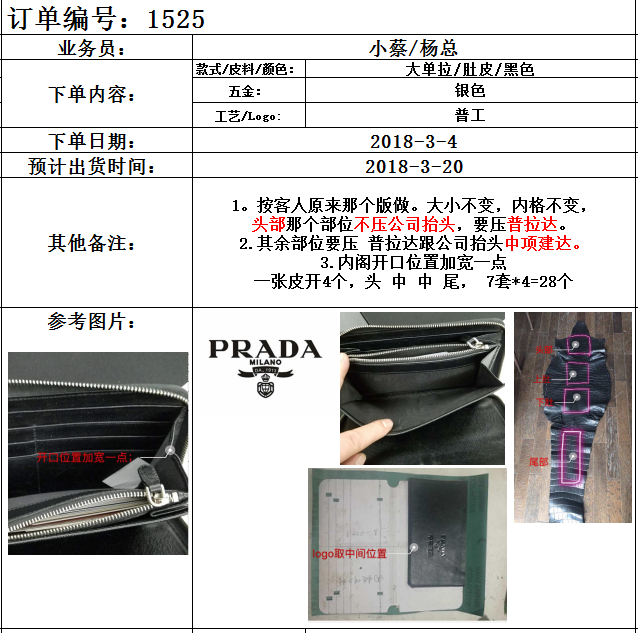 订单编号：1525
业务员： 小蔡/杨总
下单内容：
款式/皮料/颜色： 大单拉/肚皮/黑色
五金： 银色
工艺/Logo: 普工
下单日期： 2018-3-4
预计出货时间： 2018-3-20
其他备注：
1。按客人原来那个版做。大小不变，内格不变，
头部那个部位不压公司抬头，要压普拉达。
2.其余部位要压 普拉达跟公司抬头中项建达。
3.内阁开口位置加宽一点
一张皮开4个，头 中 中 尾， 7套*4=28个
参考图片：
开口位置加宽一点；
PRADA
MILANO
DA. 1913
logo取中间位置
PRADA
尾部